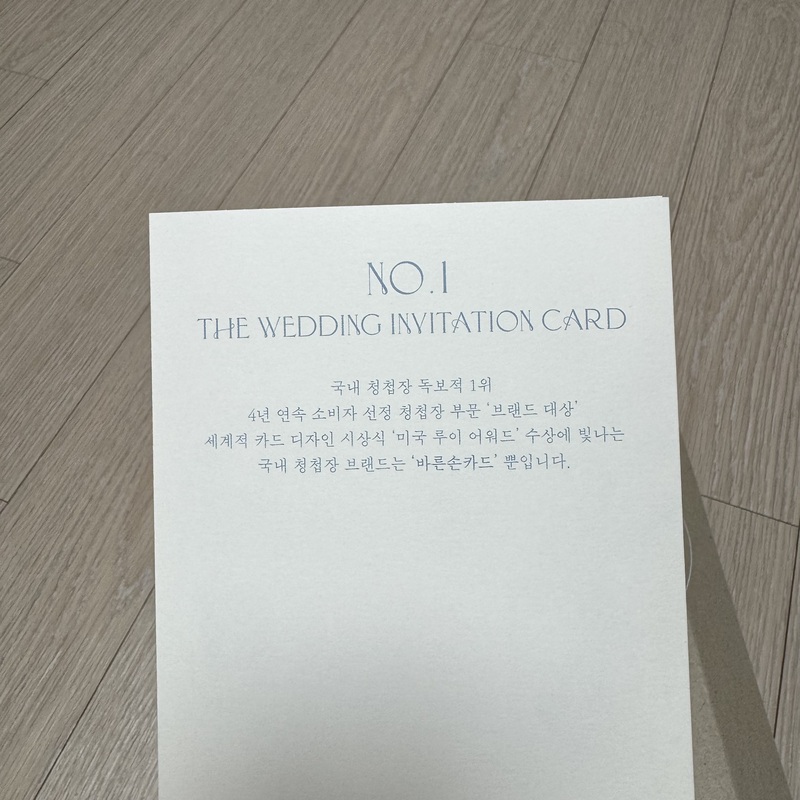 NO.1
THE WEDDING INVITATION CARD
국내 청첩장 독보적 1위
4년 연속 소비자 선정 청첩장 부문 '브랜드 대상'
세계적 카드 디자인 시상식 '미국 루이 어워드' 수상에 빛나는
국내 청첩장 브랜드는 '바른손카드' 뿐입니다.